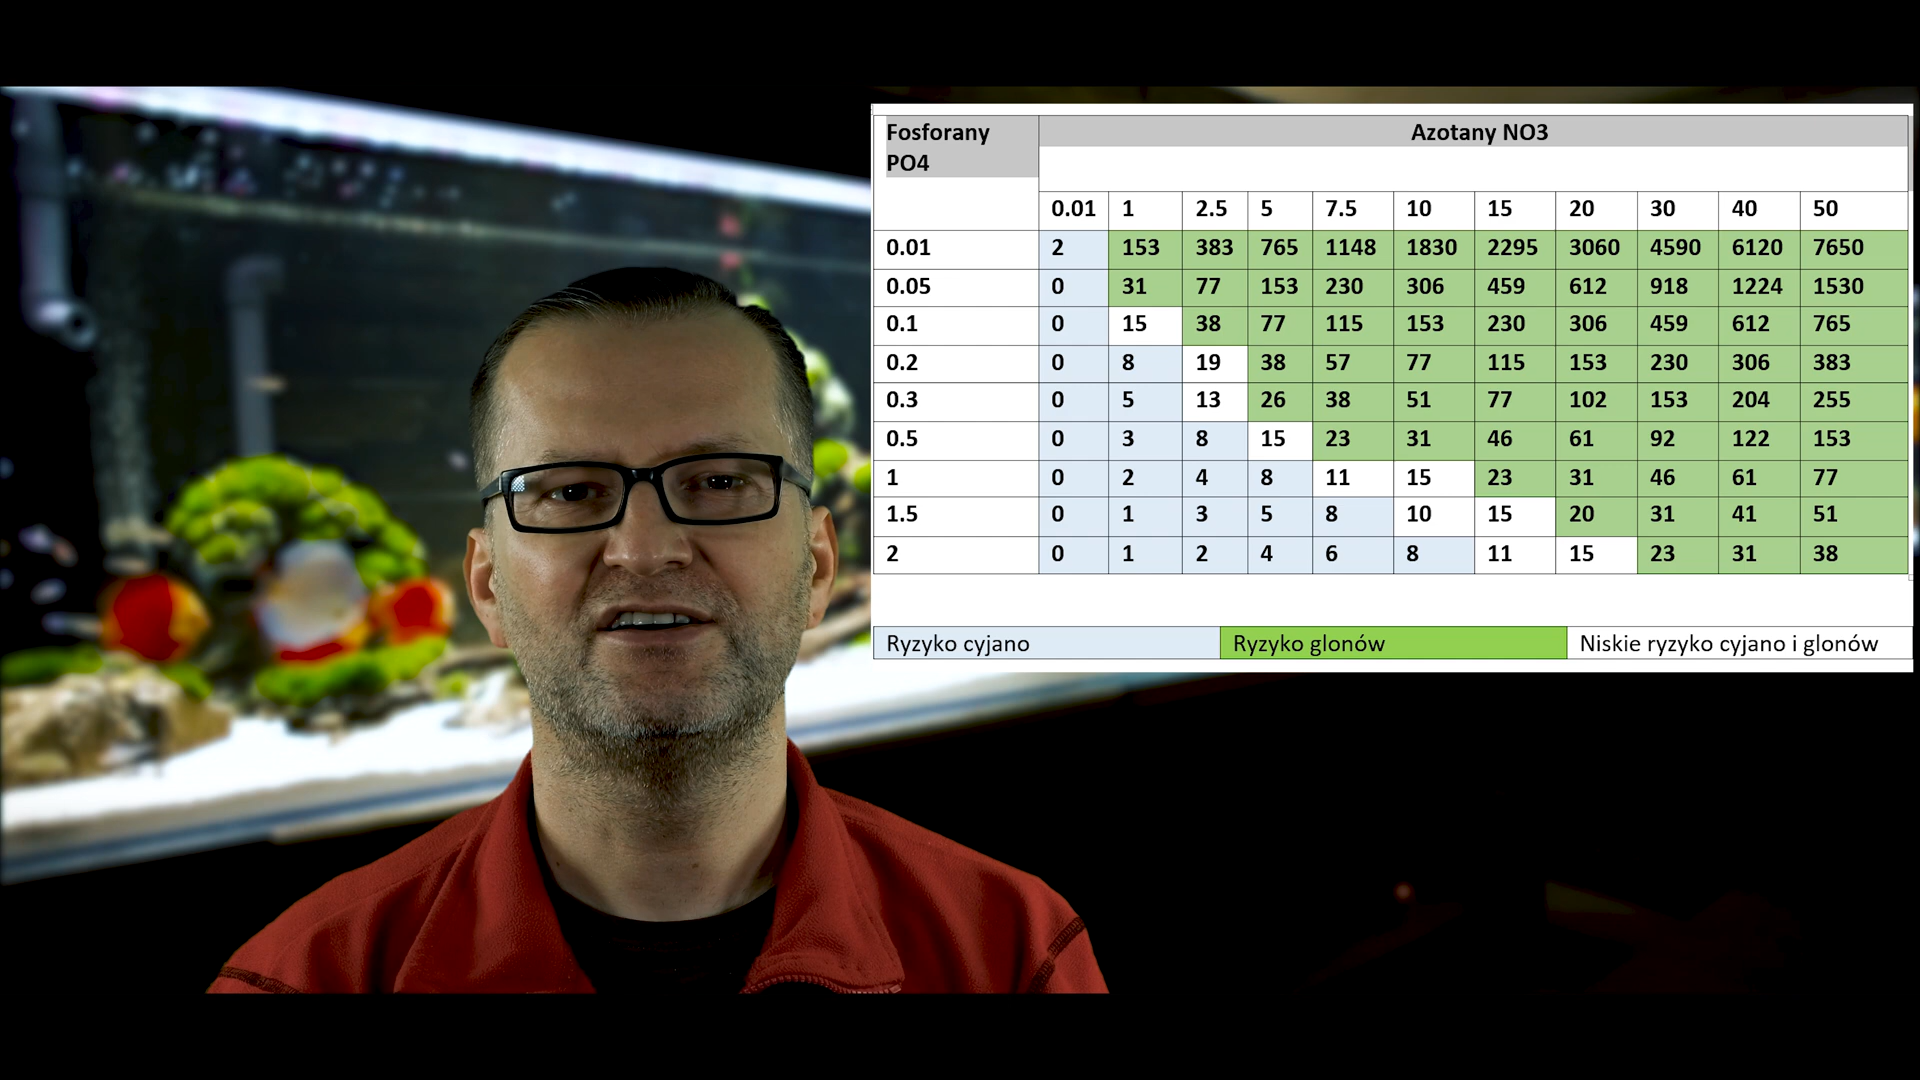 Fosforany Azotany NO3
PO4
0.01 1 2.5 5 7.5 10 15 20 30 40 50
0.01 2 153 383 765 1148 1830 2295 3060 4590 6120 7650
0.05 0 31 77 153 230 306 459 612 918 1224 1530
0.1 0 15 38 77 115 153 230 306 459 612 765
0.2 0 8 19 38 57 77 115 153 230 306 383
0.3 0 5 13 26 38 51 77 102 153 204 255
0.5 0 3 8 15 23 31 46 61 92 122 153
1 0 2 4 8 11 15 23 31 46 61 77
1.5 0 1 3 5 8 10 15 20 31 41 51
2 0 1 2 4 6 8 11 15 23 31 38
Ryzyko cyjano Ryzyko glonów Niskie ryzyko cyjano i glonów